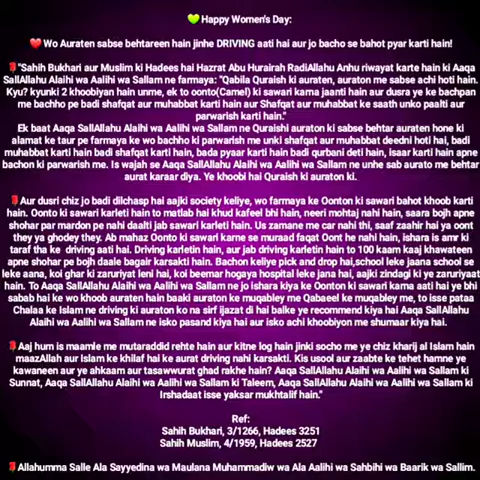 💚 Happy Women's Day:
❤️ Wo Auraten sabse behtareen hain jinhe DRIVING aati hai aur jo bacho se bahot pyar karti hain!
🌹"Sahih Bukhari aur Muslim ki Hadees hai Hazrat Abu Hurairah RadiAllahu Anhu riwayat karte hain ki Aaqa
SallAllahu Alaihi wa Aalihi wa Sallam ne farmaya: "Qabila Quraish ki auraten, auraton me sabse achi hoti hain.
Kyu? kyunki 2 khoobiyan hain unme, ek to oonto(Camel) ki sawari karna jaanti hain aur dusra ye ke bachpan
me bachho pe badi shafqat aur muhabbat karti hain aur Shafqat aur muhabbat ke saath unko paalti aur
parwarish karti hain."
Ek baat Aaqa SallAllahu Alaihi wa Aalihi wa Sallam ne Quraishi auraton ki sabse behtar auraten hone ki
alamat ke taur pe farmaya ke wo bachho ki parwarish me unki shafqat aur muhabbat deedni hoti hai, badi
muhabbat karti hain badi shafqat karti hain, bada pyaar karti hain badi qurbani deti hain, isaar karti hain apne
bachon ki parwarish me. Is wajah se Aaqa SallAllahu Alaihi wa Aalihi wa Sallam ne unhe sab aurato me behtar
aurat karaar diya. Ye khoobi hai Quraish ki auraton ki.
🌹Aur dusri chiz jo badi dilchasp hai aajki society keliye, wo farmaya ke Oonton ki sawari bahot khoob karti
hain. Oonto ki sawari karleti hain to matlab hai khud kafeel bhi hain, neeri mohtaj nahi hain, saara bojh apne
shohar par mardon pe nahi daalti jab sawari karleti hain. Us zamane me car nahi thi, saaf zaahir hai ya oont
they ya ghodey they. Ab mahaz Oonto ki sawari karne se muraad faqat Oont he nahi hain, ishara is amr ki
taraf tha ke  driving aati hai. Driving karletin hain, aur jab driving karletin hain to 100 kaam kaaj khawateen
apne shohar pe bojh daale bagair karsakti hain. Bachon keliye pick and drop hai,school leke jaana school se
leke aana, koi ghar ki zaruriyat leni hai, koi beemar hogaya hospital leke jana hai, aajki zindagi ki ye zaruriyaat
hain. To Aaqa SallAllahu Alaihi wa Aalihi wa Sallam ne jo ishara kiya ke Oonton ki sawari karna aati hai ye bhi
sabab hai ke wo khoob auraten hain baaki auraton ke muqabley me Qabaeel ke muqabley me, to isse pataa
Chalaa ke Islam ne driving ki auraton ko na sirf ijazat di hai balke ye recommend kiya hai Aaqa SallAllahu
Alaihi wa Aalihi wa Sallam ne isko pasand kiya hai aur isko achi khoobiyon me shumaar kiya hai.
🌹Aaj hum is maamle me mutaraddid rehte hain aur kitne log hain jinki socho me ye chiz kharij al Islam hain
maazAllah aur Islam ke khilaf hai ke aurat driving nahi karsakti. Kis usool aur zaabte ke tehet hamne ye
kawaneen aur ye ahkaam aur tasawwurat ghad rakhe hain? Aaqa SallAllahu Alaihi wa Aalihi wa Sallam ki
Sunnat, Aaqa SallAllahu Alaihi wa Aalihi wa Sallam ki Taleem, Aaqa SallAllahu Alaihi wa Aalihi wa Sallam ki
Irshadaat isse yaksar mukhtalif hain."
Ref:
Sahih Bukhari, 3/1266, Hadees 3251
Sahih Muslim, 4/1959, Hadees 2527
🌹Allahumma Salle Ala Sayyedina wa Maulana Muhammadiw wa Ala Aalihi wa Sahbihi wa Baarik wa Sallim.